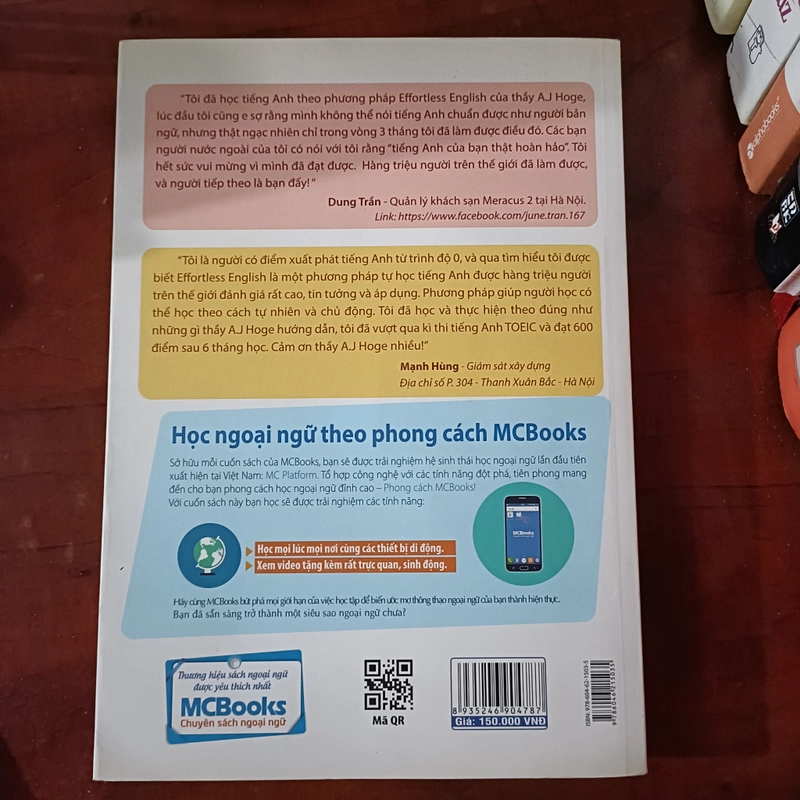 "Tôi đã học tiếng Anh theo phương pháp Effortless English của thầy A.J Hoge,
lúc đầu tôi cũng e sợ rằng mình không thể nói tiếng Anh chuẩn được như người bản
ngữ, nhưng thật ngạc nhiên chỉ trong vòng 3 tháng tôi đã làm được điều đó. Các bạn
người nước ngoài của tôi có nói với tôi rằng "tiếng Anh của bạn thật hoàn hảo". Tôi
hết sức vui mừng vì mình đã đạt được. Hàng triệu người trên thế giới đã làm được,
và người tiếp theo là bạn đấy!"
Dung Trần - Quản lý khách sạn Meracus 2 tại Hà Nội.
Link: https://www.facebook.com/june.tran.167
"Tôi là người có điểm xuất phát tiếng Anh từ trình độ 0, và qua tìm hiểu tôi được
biết Effortless English là một phương pháp tự học tiếng Anh được hàng triệu người
trên thế giới đánh giá rất cao, tin tưởng và áp dụng. Phương pháp giúp người học có
thể học theo cách tự nhiên và chủ động. Tôi đã học và thực hiện theo đúng như
những gì thầy A.J Hoge hướng dẫn, tôi đã vượt qua kì thi tiếng Anh TOEIC và đạt 600
điểm sau 6 tháng học. Cảm ơn thầy A.J Hoge nhiều!"
Mạnh Hùng - Giám sát xây dựng
Địa chỉ số P. 304 - Thanh Xuân Bắc - Hà Nội
Học ngoại ngữ theo phong cách MCBooks
Sở hữu mỗi cuốn sách của MCBooks, bạn sẽ được trải nghiệm hệ sinh thái học ngoại ngữ lần đầu tiên
xuất hiện tại Việt Nam: MC Platform. Tổ hợp công nghệ với các tính năng đột phá, tiên phong mang
đến cho bạn phong cách học ngoại ngữ đỉnh cao – Phong cách MCBooks!
Với cuốn sách này bạn học sẽ được trải nghiệm các tính năng:
Học mọi lúc mọi nơi cùng các thiết bị di động.
Xem video tặng kèm rất trực quan, sinh động.
MCBooks
Hãy cùng MCBooks bứt phá mọi giới hạn của việc học tập để biến ước mơ thông thạo ngoại ngữ của bạn thành hiện thực.
Bạn đã sẵn sàng trở thành một siêu sao ngoại ngữ chưa?
Thương hiệu sách ngoại ngữ
được yêu thích nhất
MCBooks
Chuyên sách ngoại ngữ
Mã QR
8 935246 904787
Giá: 150.000 VNĐ
ISBN: 978-604-62-1503-5
9 786046 215035
alphabooks